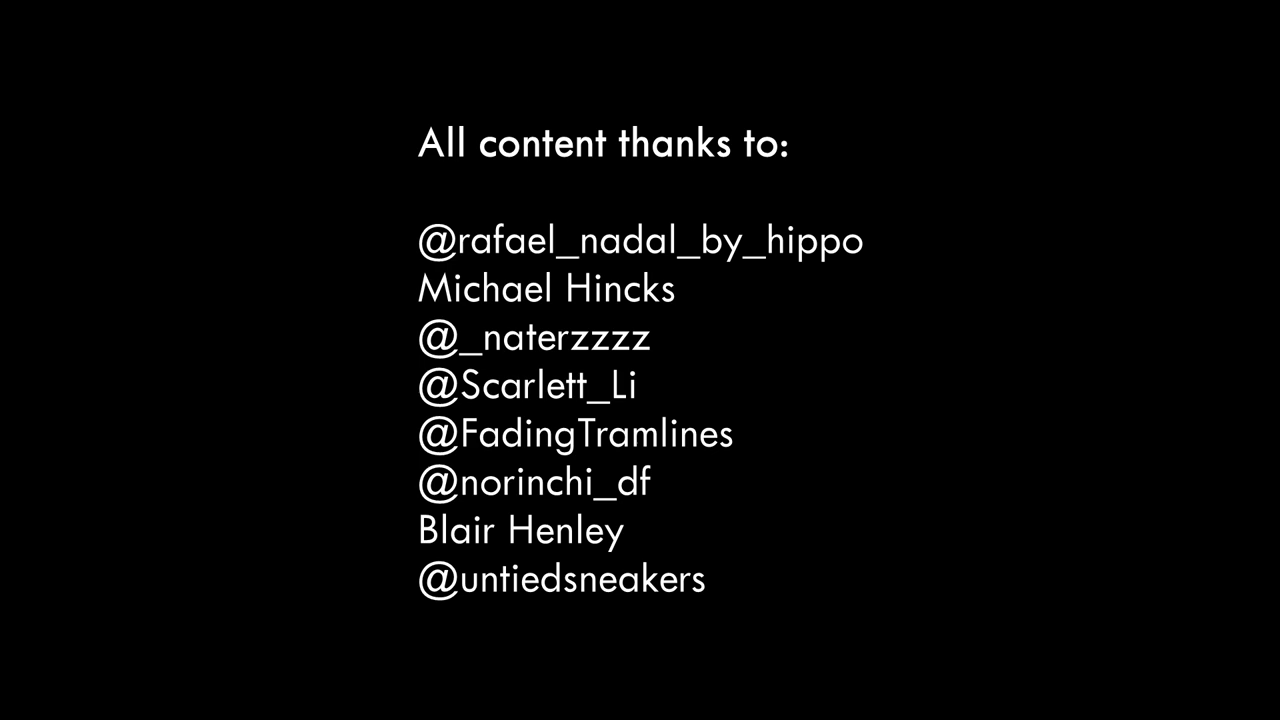 All content thanks to:
@rafael_nadal_by_hippo
Michael Hincks
@_naterzzzz
@Scarlett_Li
@FadingTramlines
@norinchi_df
Blair Henley
@untiedsneakers